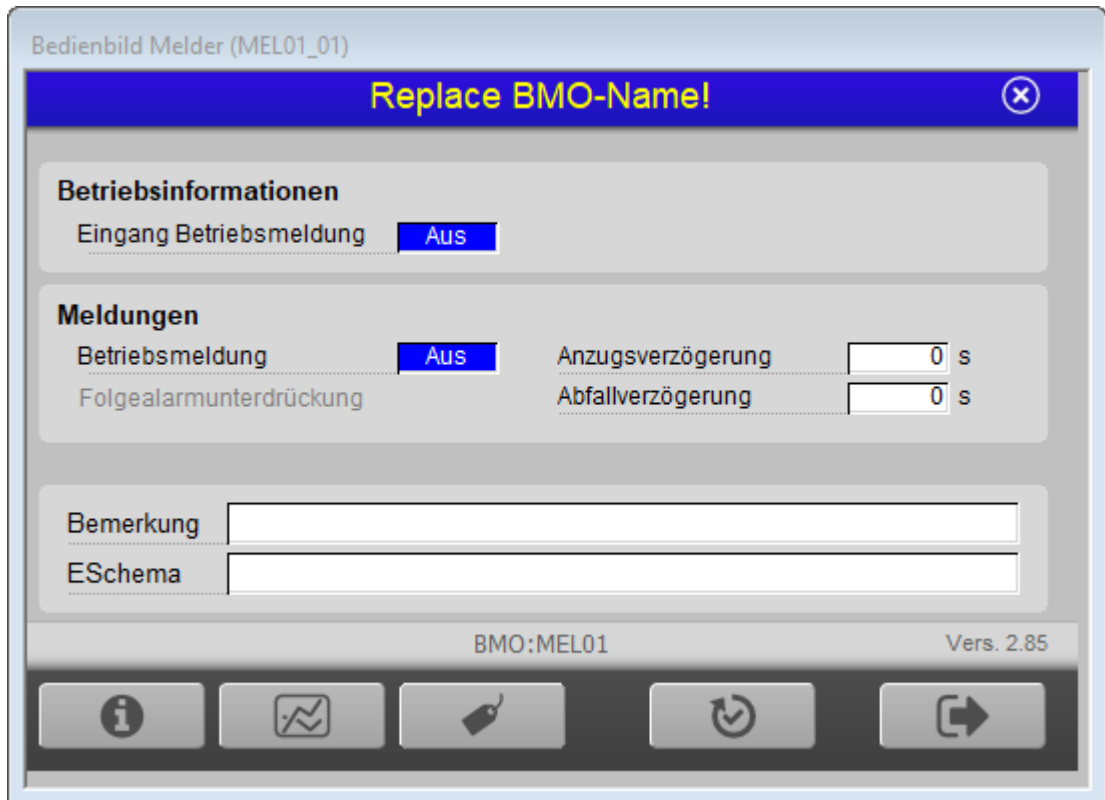 Bedienbild Melder (MEL01_01)
Replace BMO-Name!
Betriebsinformationen
Eingang Betriebsmeldung Aus
Meldungen
Betriebsmeldung Aus Anzugsverzögerung 0 s
Folgealarmunterdrückung Abfallverzögerung 0 s
Bemerkung
ESchema
BMO:MEL01 Vers. 2.85